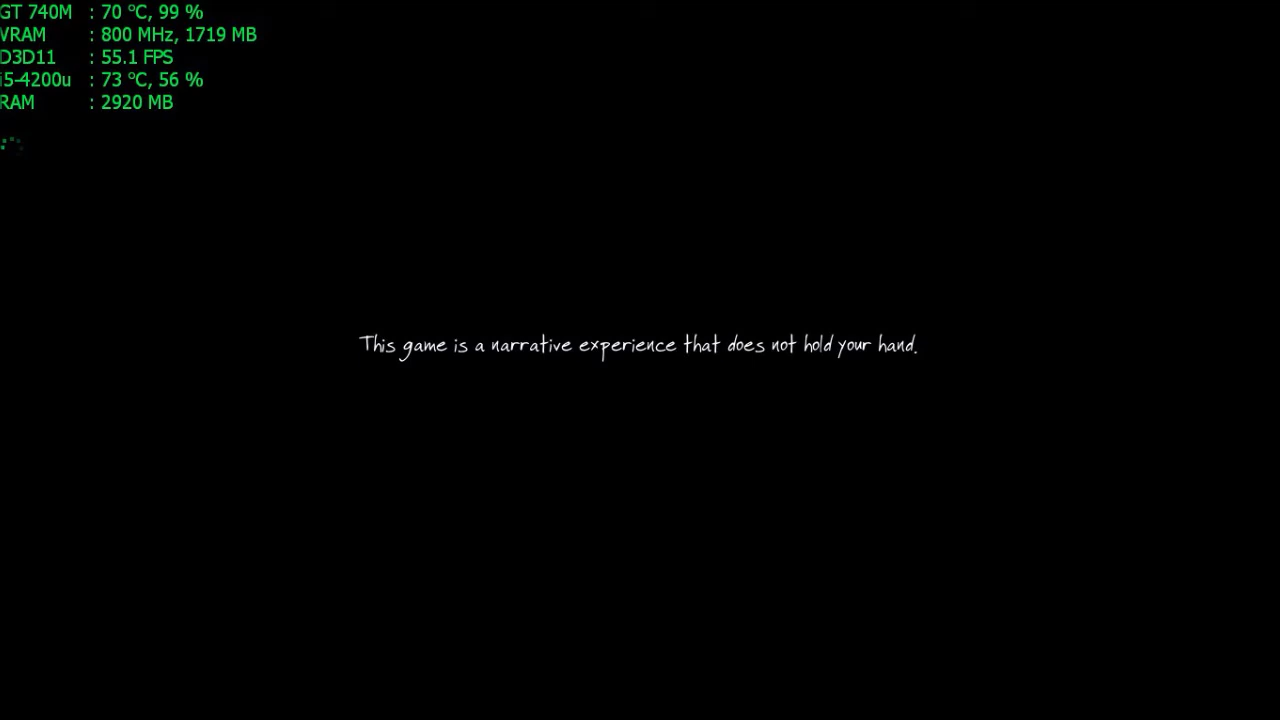 GT 740M : 70 °C, 99 %
VRAM : 800 MHz, 1719 MB
D3D11 : 55.1 FPS
i5-4200u : 73 °C, 56 %
RAM : 2920 MB
This game is a narrative experience that does not hold your hand.